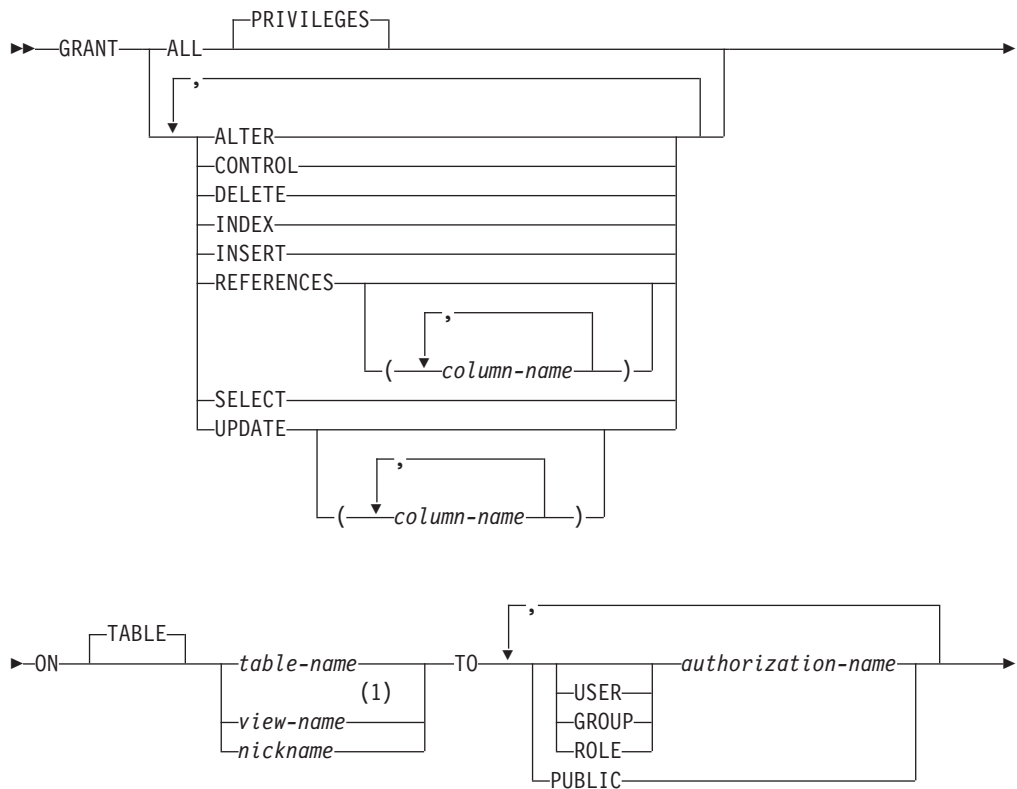 PRIVILEGES
GRANT ALL
,
ALTER
CONTROL
DELETE
INDEX
INSERT
REFERENCES
,
( column-name )
SELECT
UPDATE
,
( column-name )
,
TABLE
ON table-name TO authorization-name
(1) USER
view-name GROUP
nickname ROLE
PUBLIC